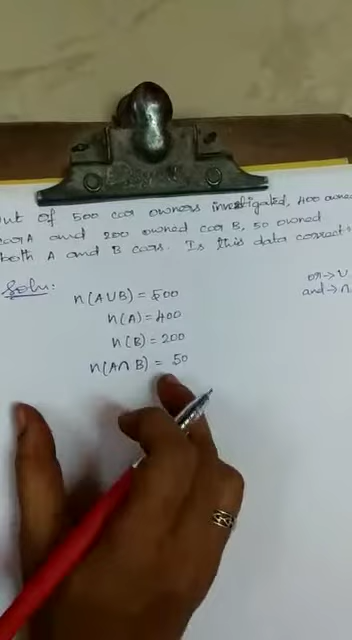 of 500 car owners investigated, 400 owned
car A and 200 owned car B, 50 owned
both A and B cars. Is this data correct
Soln:
n(A∪B) = 500
n(A) = 400
n(B) = 200
n(A∩B) = 50
or → ∪
and → ∩